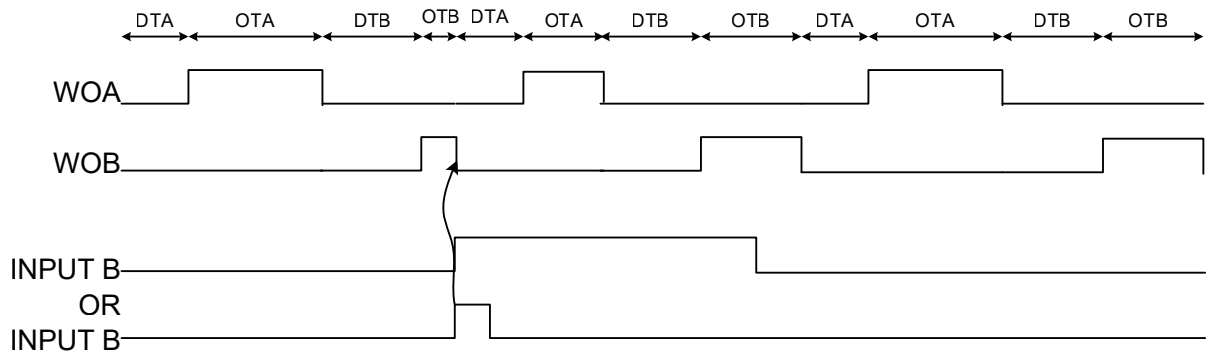 DTA OTA DTB OTB DTA OTA DTB OTB DTA OTA DTB OTB
WOA
WOB
INPUT B
OR
INPUT B